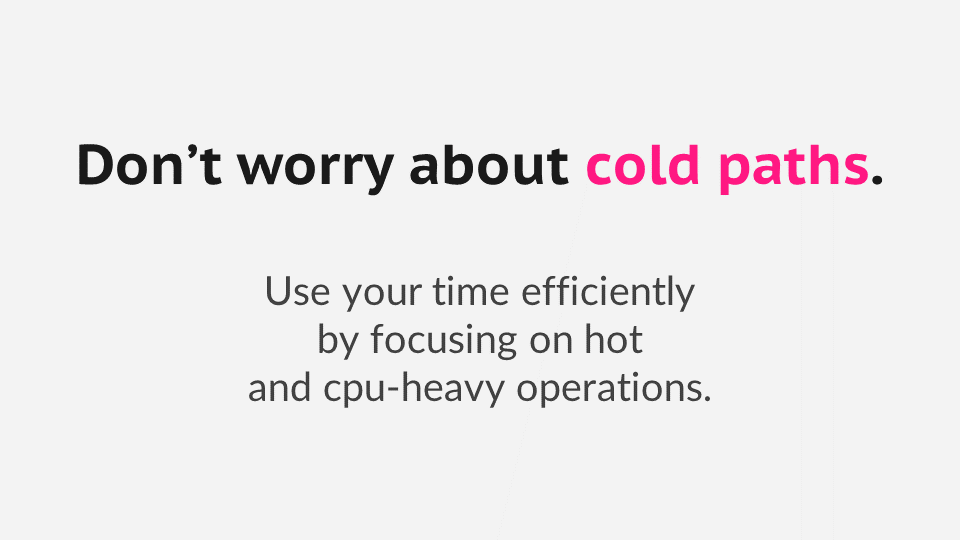 Don’t worry about cold paths.
Use your time efficiently
by focusing on hot
and cpu-heavy operations.